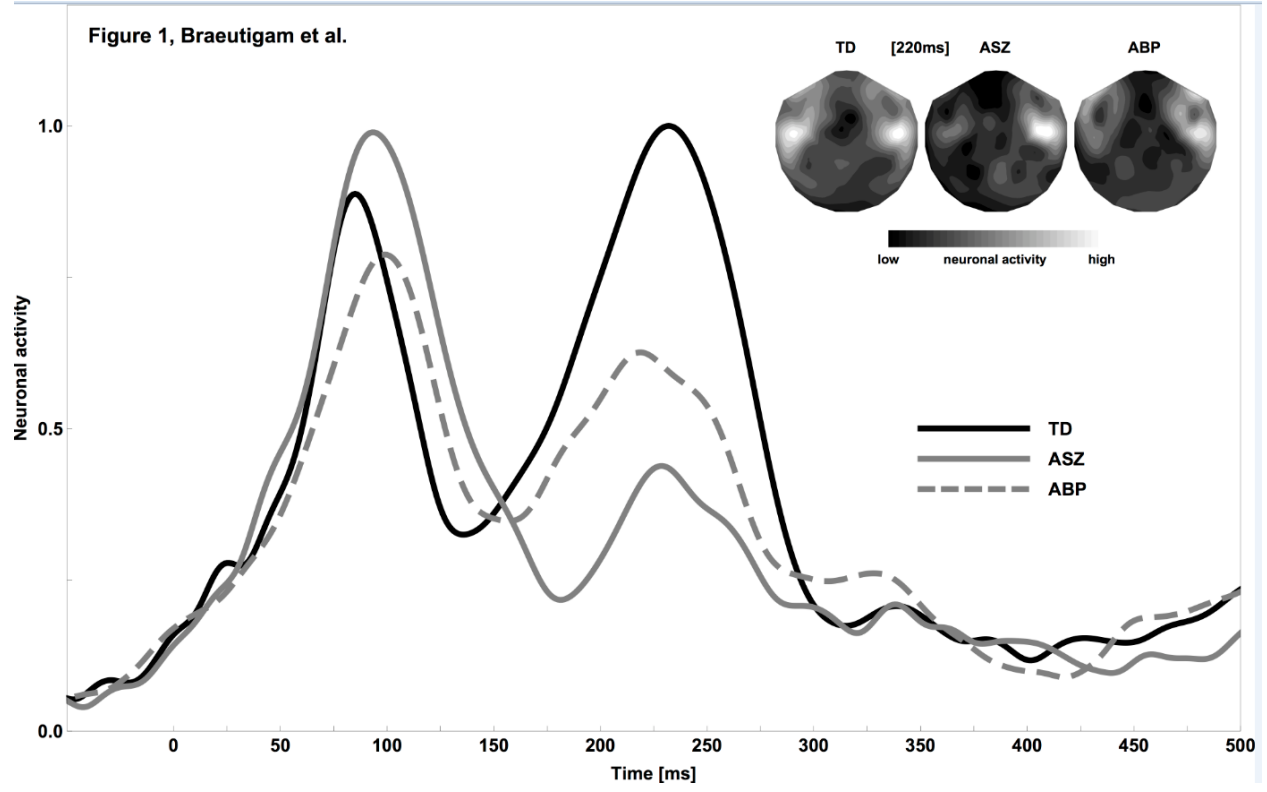 Figure 1, Braeutigam et al.
TD [220ms] ASZ ABP
low neuronal activity high
1.0
0.5
0.0
Neuronal activity
TD
ASZ
ABP
0 50 100 150 200 250 300 350 400 450 500
Time [ms]